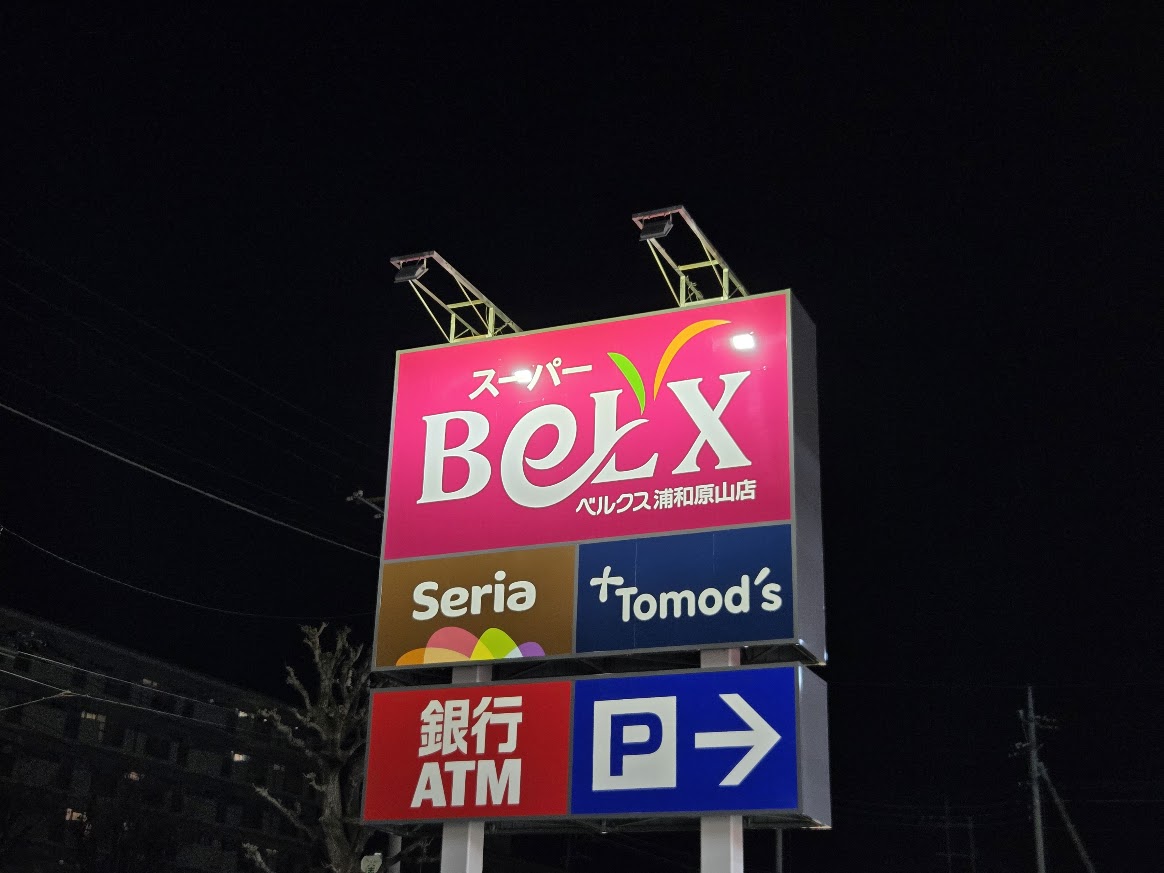 スーパー
BeLX
ベルクス浦和原山店
Seria
+Tomod's
銀行
ATM
P→